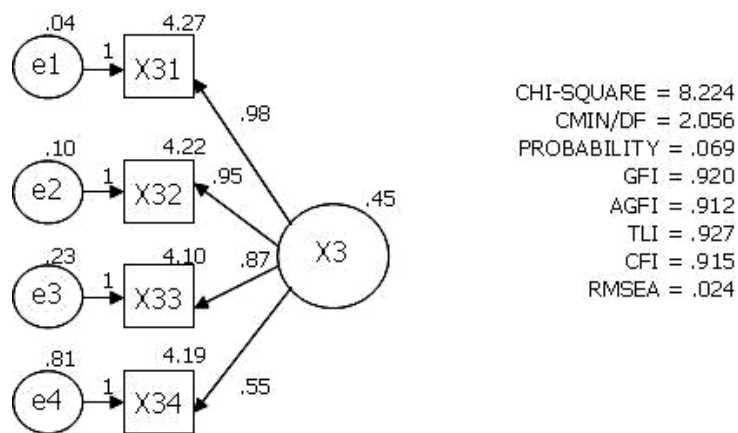 .04
4.27
e1
1
X31
.98
.10
4.22
e2
1
X32
.95
.45
X3
.23
4.10
e3
1
X33
.87
.81
4.19
e4
1
X34
.55
CHI-SQUARE = 8.224
CMIN/DF = 2.056
PROBABILITY = .069
GFI = .920
AGFI = .912
TLI = .927
CFI = .915
RMSEA = .024